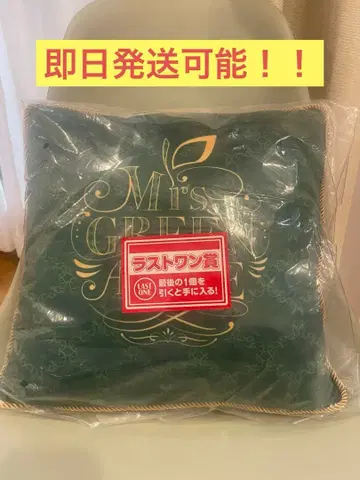 即日発送可能！！
Mrs.
GREEN
ラストワン賞
LAST
ONE
最後の1個を
引くと手に入る!